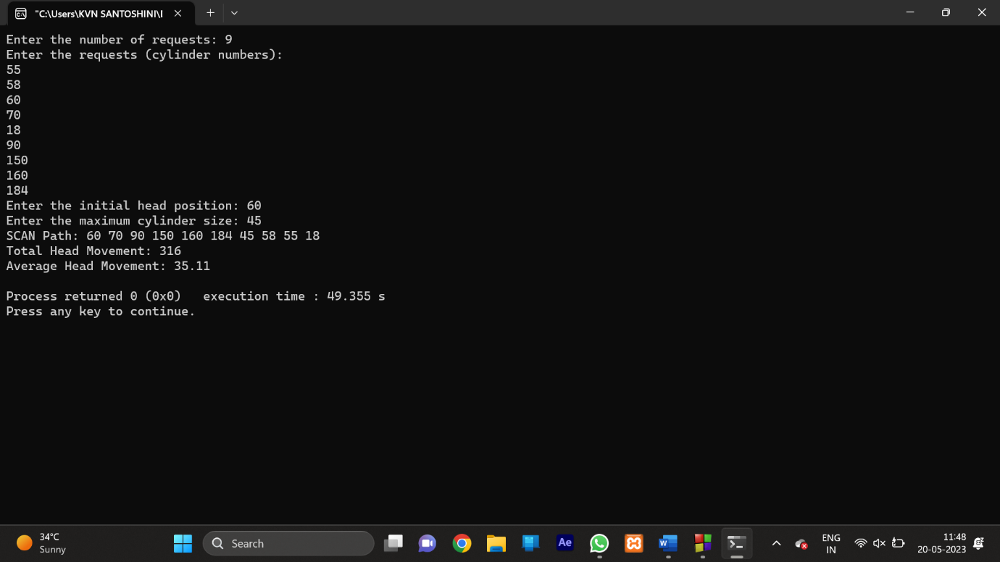 "C:\Users\KVN SANTOSHINI\I
Enter the number of requests: 9
Enter the requests (cylinder numbers):
55
58
60
70
18
90
150
160
184
Enter the initial head position: 60
Enter the maximum cylinder size: 45
SCAN Path: 60 70 90 150 160 184 45 58 55 18
Total Head Movement: 316
Average Head Movement: 35.11
Process returned 0 (0x0)   execution time : 49.355 s
Press any key to continue.
34°C
Sunny
Search
Ae
W
ENG
IN
11:48
20-05-2023